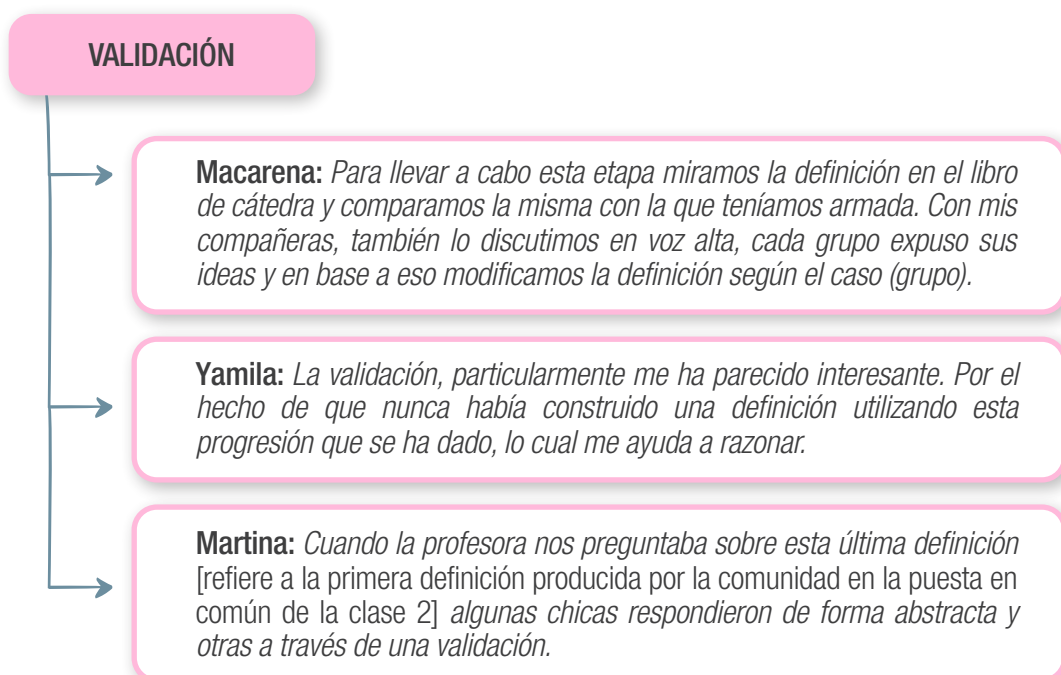 VALIDACIÓN
Macarena: Para llevar a cabo esta etapa miramos la definición en el libro
de cátedra y comparamos la misma con la que teníamos armada. Con mis
compañeras, también lo discutimos en voz alta, cada grupo expuso sus
ideas y en base a eso modificamos la definición según el caso (grupo).
Yamila: La validación, particularmente me ha parecido interesante. Por el
hecho de que nunca había construido una definición utilizando esta
progresión que se ha dado, lo cual me ayuda a razonar.
Martina: Cuando la profesora nos preguntaba sobre esta última definición
[refiere a la primera definición producida por la comunidad en la puesta en
común de la clase 2] algunas chicas respondieron de forma abstracta y
otras a través de una validación.